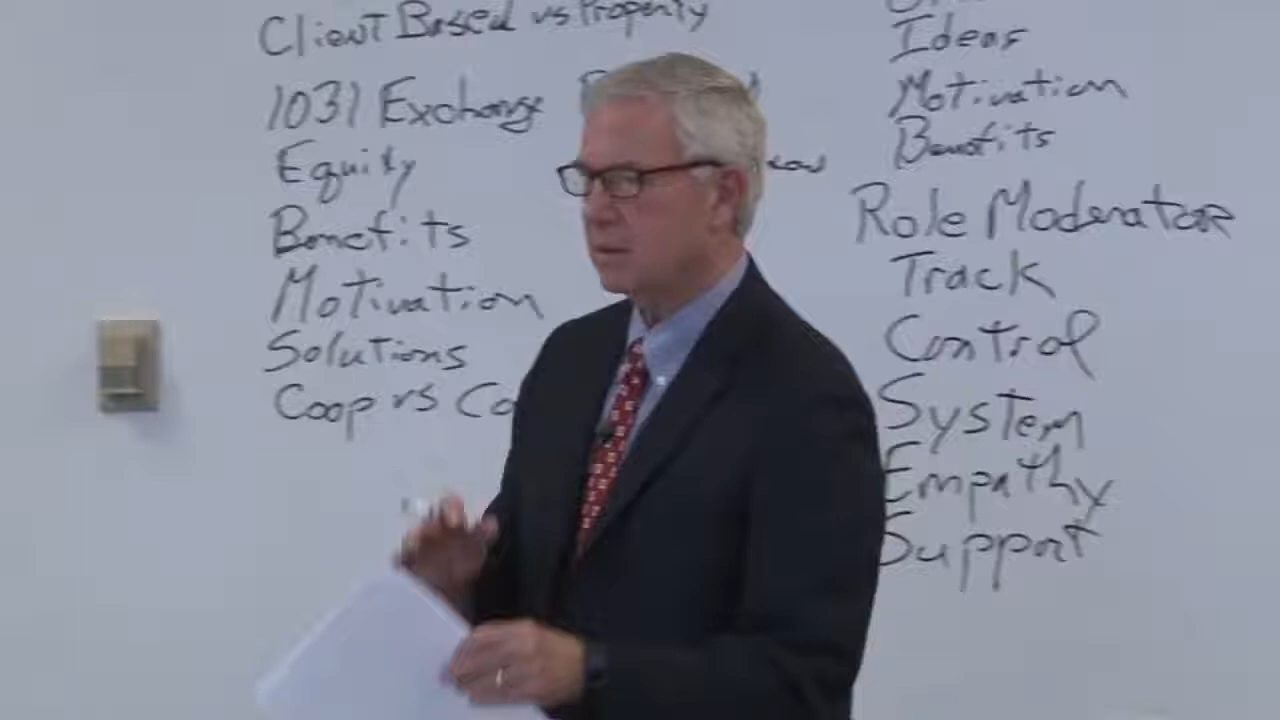 Client Based vs Property
1031 Exchange
Equity
Benefits
Motivation
Solutions
Coop vs
Ideas
Motivation
Benefits
Role Moderator
Track
Control
System
Empathy
Support